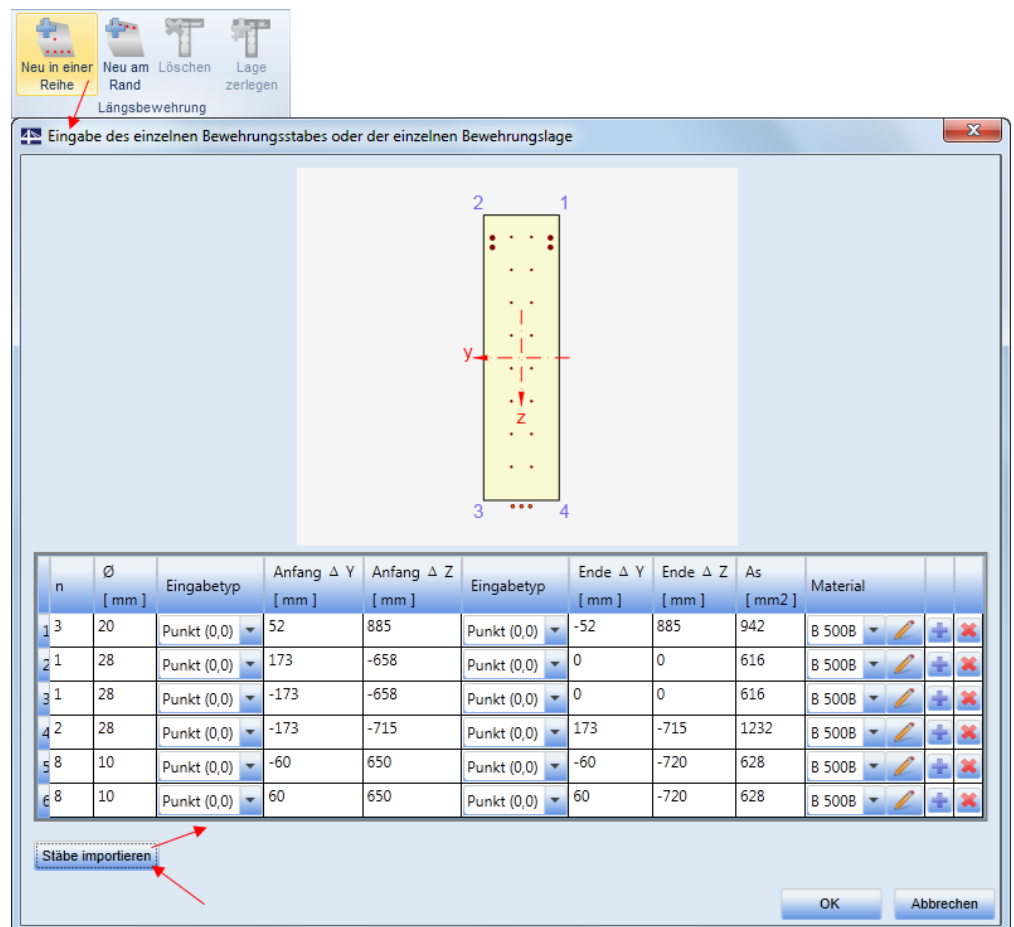 Neu in einer Neu am Löschen Lage
Reihe Rand zerlegen
Längsbewehrung
Eingabe des einzelnen Bewehrungsstabes oder der einzelnen Bewehrungslage
2 1
y
z
3 4
n Ø [ mm ] Eingabetyp Anfang Δ Y [ mm ] Anfang Δ Z [ mm ] Eingabetyp Ende Δ Y [ mm ] Ende Δ Z [ mm ] As [ mm2 ] Material
1 3 20 Punkt (0,0) 52 885 Punkt (0,0) -52 885 942 B 500B
2 1 28 Punkt (0,0) 173 -658 Punkt (0,0) 0 0 616 B 500B
3 1 28 Punkt (0,0) -173 -658 Punkt (0,0) 0 0 616 B 500B
4 2 28 Punkt (0,0) -173 -715 Punkt (0,0) 173 -715 1232 B 500B
5 8 10 Punkt (0,0) -60 650 Punkt (0,0) -60 -720 628 B 500B
6 8 10 Punkt (0,0) 60 650 Punkt (0,0) 60 -720 628 B 500B
Stäbe importieren
OK Abbrechen